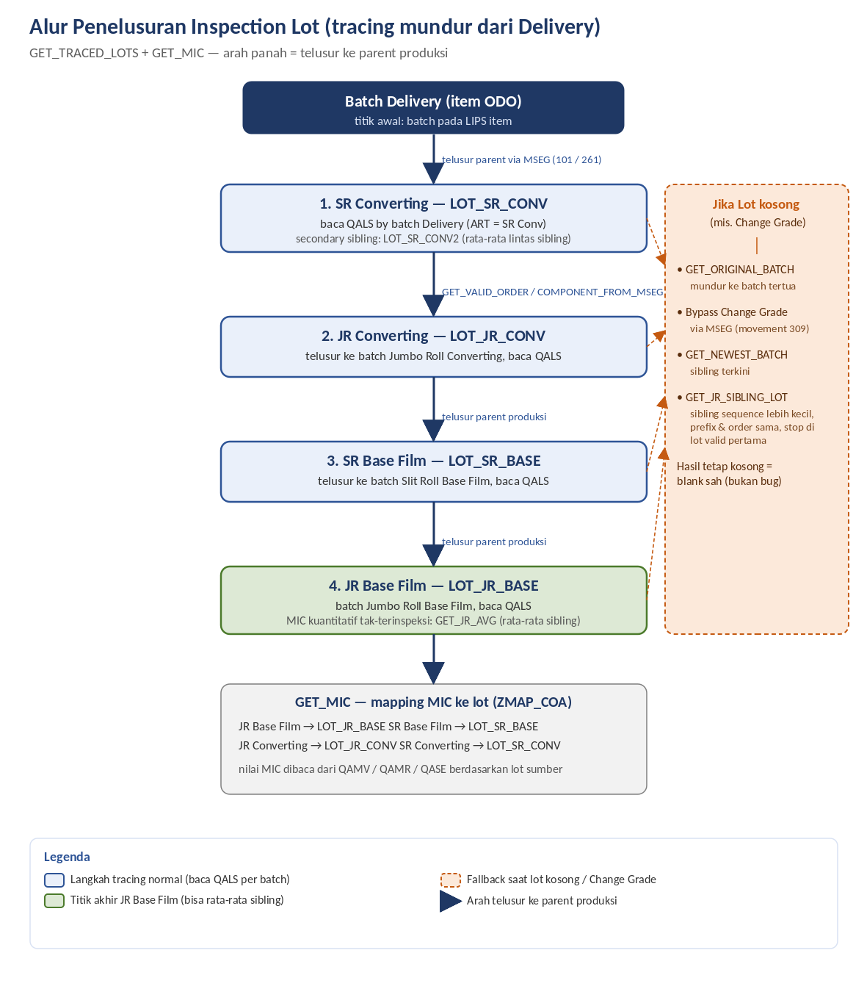 Alur Penelusuran Inspection Lot (tracing mundur dari Delivery)
GET_TRACED_LOTS + GET_MIC — arah panah = telusur ke parent produksi
Batch Delivery (item ODO)
titik awal: batch pada LIPS item
telusur parent via MSEG (101 / 261)
1. SR Converting — LOT_SR_CONV
baca QALS by batch Delivery (ART = SR Conv)
secondary sibling: LOT_SR_CONV2 (rata-rata lintas sibling)
GET_VALID_ORDER / COMPONENT_FROM_MSEG
2. JR Converting — LOT_JR_CONV
telusur ke batch Jumbo Roll Converting, baca QALS
telusur parent produksi
3. SR Base Film — LOT_SR_BASE
telusur ke batch Slit Roll Base Film, baca QALS
telusur parent produksi
4. JR Base Film — LOT_JR_BASE
batch Jumbo Roll Base Film, baca QALS
MIC kuantitatif tak-terinspeksi: GET_JR_AVG (rata-rata sibling)
Jika Lot kosong
(mis. Change Grade)
• GET_ORIGINAL_BATCH
mundur ke batch tertua
• Bypass Change Grade
via MSEG (movement 309)
• GET_NEWEST_BATCH
sibling terkini
• GET_JR_SIBLING_LOT
sibling sequence lebih kecil,
prefix & order sama, stop di
lot valid pertama
Hasil tetap kosong =
blank sah (bukan bug)
GET_MIC — mapping MIC ke lot (ZMAP_COA)
JR Base Film → LOT_JR_BASE SR Base Film → LOT_SR_BASE
JR Converting → LOT_JR_CONV SR Converting → LOT_SR_CONV
nilai MIC dibaca dari QAMV / QAMR / QASE berdasarkan lot sumber
Legenda
Langkah tracing normal (baca QALS per batch)
Fallback saat lot kosong / Change Grade
Titik akhir JR Base Film (bisa rata-rata sibling)
Arah telusur ke parent produksi